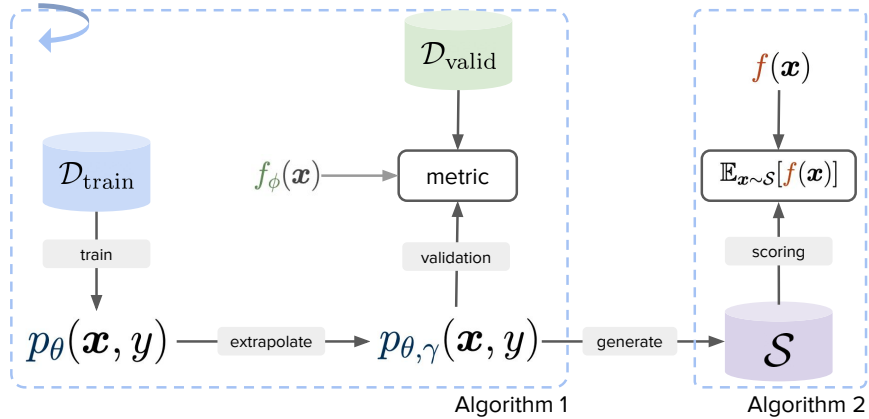 𝒟_valid
f(𝒙)
𝒟_train
f_ϕ(𝒙)
metric
𝔼_{𝒙∼𝒮}[f(𝒙)]
train
validation
scoring
p_θ(𝒙, y)
extrapolate
p_{θ,γ}(𝒙, y)
generate
𝒮
Algorithm 1
Algorithm 2